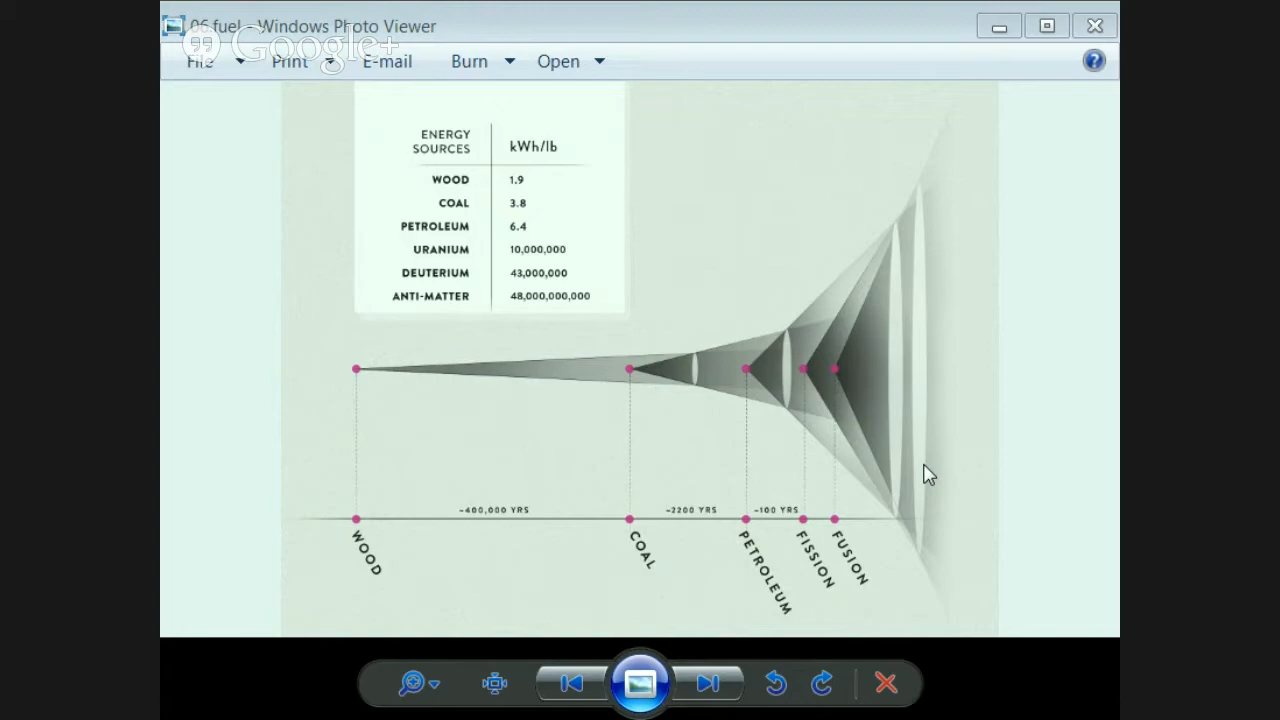 06 fuel - Windows Photo Viewer
Google+
File Print E-mail Burn Open
ENERGY SOURCES kWh/lb
WOOD 1.9
COAL 3.8
PETROLEUM 6.4
URANIUM 10,000,000
DEUTERIUM 43,000,000
ANTI-MATTER 48,000,000,000
~400,000 YRS ~2200 YRS ~100 YRS
WOOD COAL PETROLEUM FISSION FUSION